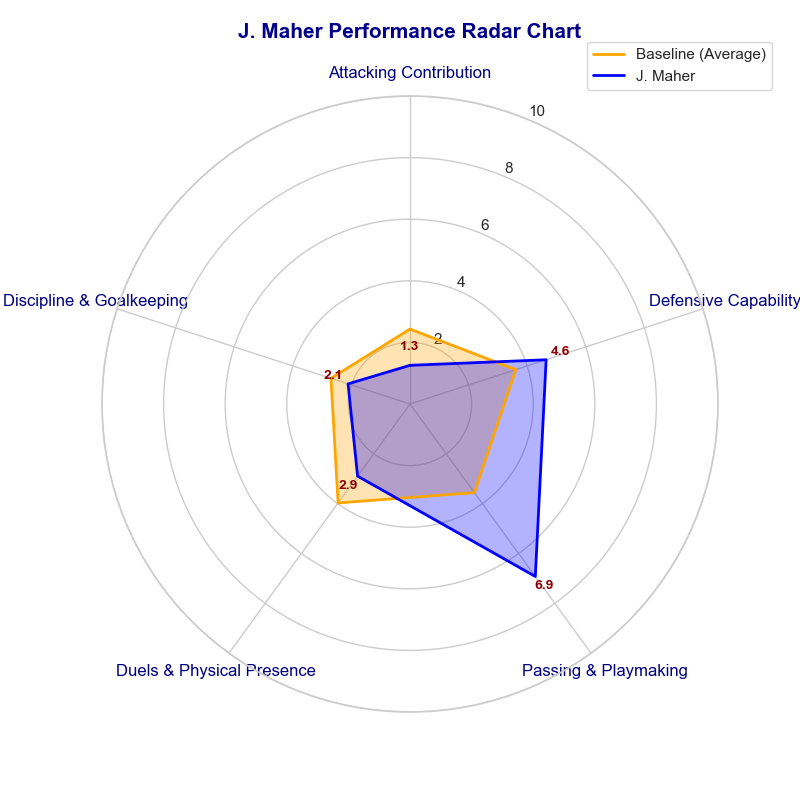 J. Maher Performance Radar Chart
Baseline (Average)
J. Maher
Attacking Contribution
10
8
6
4
2
1.3
Discipline & Goalkeeping
Defensive Capability
4.6
2.1
2.9
6.9
Duels & Physical Presence
Passing & Playmaking